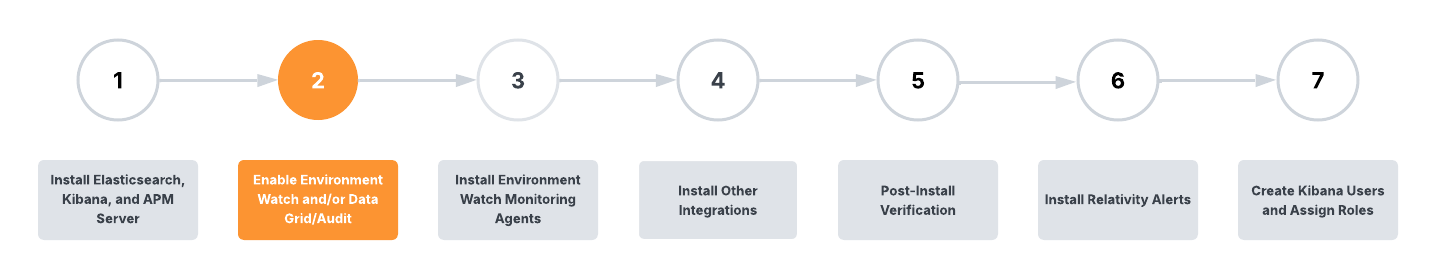 1
2
3
4
5
6
7
Install Elasticsearch,
Kibana, and APM
Server
Enable Environment
Watch and/or Data
Grid/Audit
Install Environment
Watch Monitoring
Agents
Install Other
Integrations
Post-Install
Verification
Install Relativity Alerts
Create Kibana Users
and Assign Roles